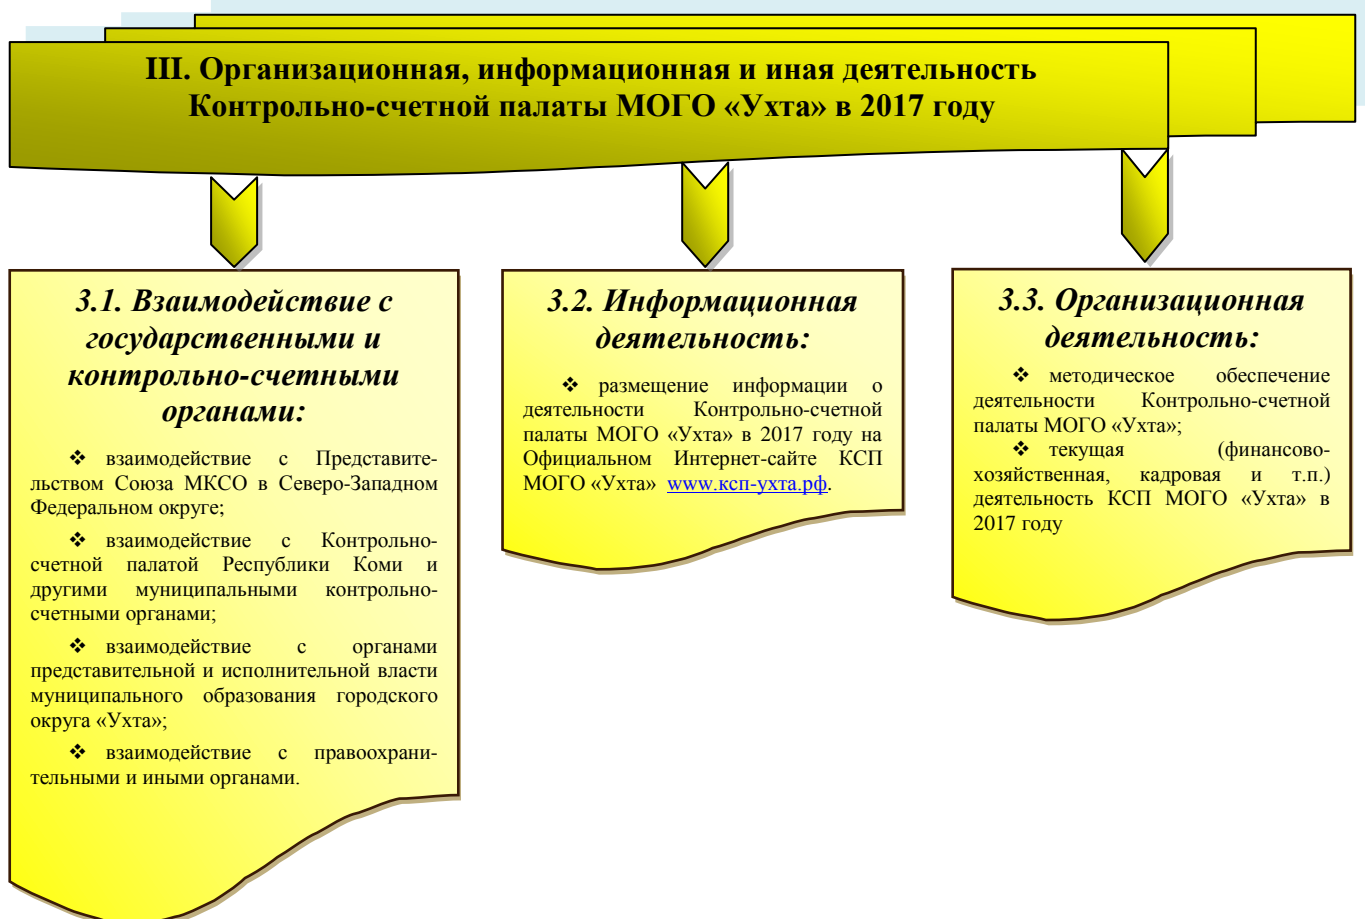 III. Организационная, информационная и иная деятельность
Контрольно-счетной палаты МОГО «Ухта» в 2017 году
3.1. Взаимодействие с
государственными и
контрольно-счетными
органами:
❖ взаимодействие с Представите-
льством Союза МКСО в Северо-Западном
Федеральном округе;
❖ взаимодействие с Контрольно-
счетной палатой Республики Коми и
другими муниципальными контрольно-
счетными органами;
❖ взаимодействие с органами
представительной и исполнительной власти
муниципального образования городского
округа «Ухта»;
❖ взаимодействие с правоохрани-
тельными и иными органами.
3.2. Информационная
деятельность:
❖ размещение информации о
деятельности Контрольно-счетной
палаты МОГО «Ухта» в 2017 году на
Официальном Интернет-сайте КСП
МОГО «Ухта» www.ксп-ухта.рф.
3.3. Организационная
деятельность:
❖ методическое обеспечение
деятельности Контрольно-счетной
палаты МОГО «Ухта»;
❖ текущая (финансово-
хозяйственная, кадровая и т.п.)
деятельность КСП МОГО «Ухта» в
2017 году